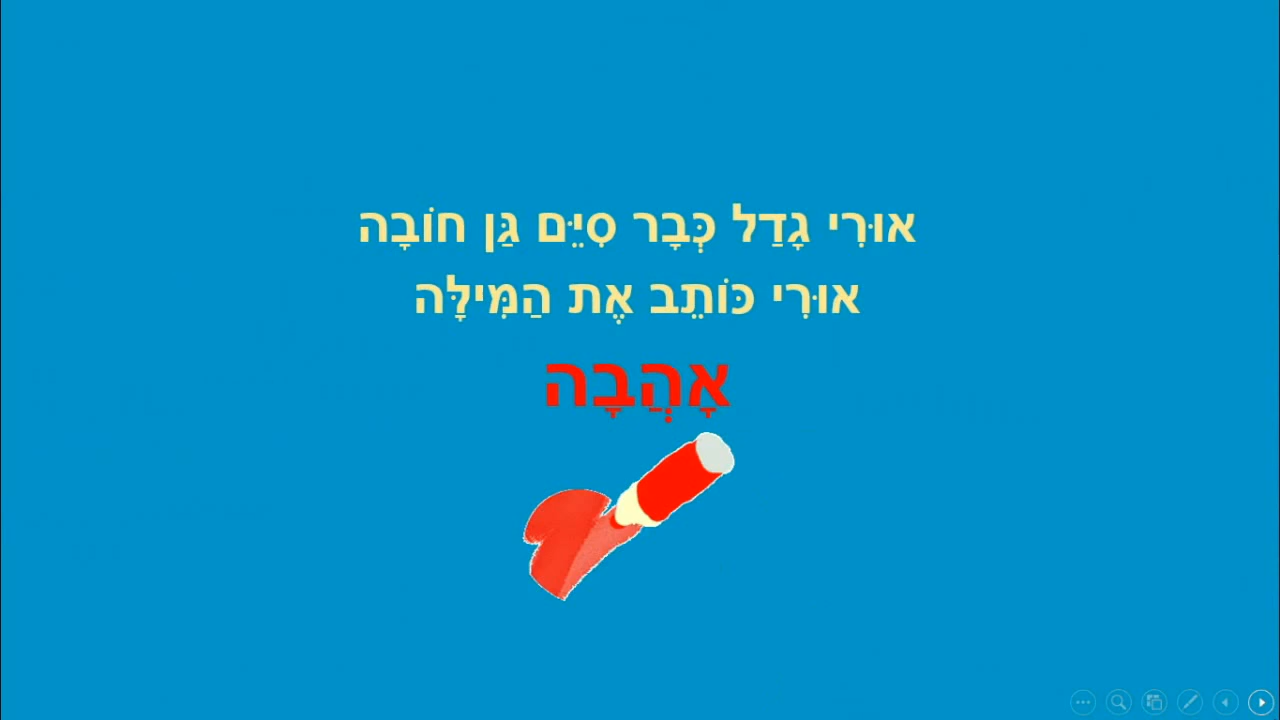 אוּרִי גָדַל כְּבָר סִיֵּם גַּן חוֹבָה
אוּרִי כּוֹתֵב אֶת הַמִּילָּה
אָהֲבָה